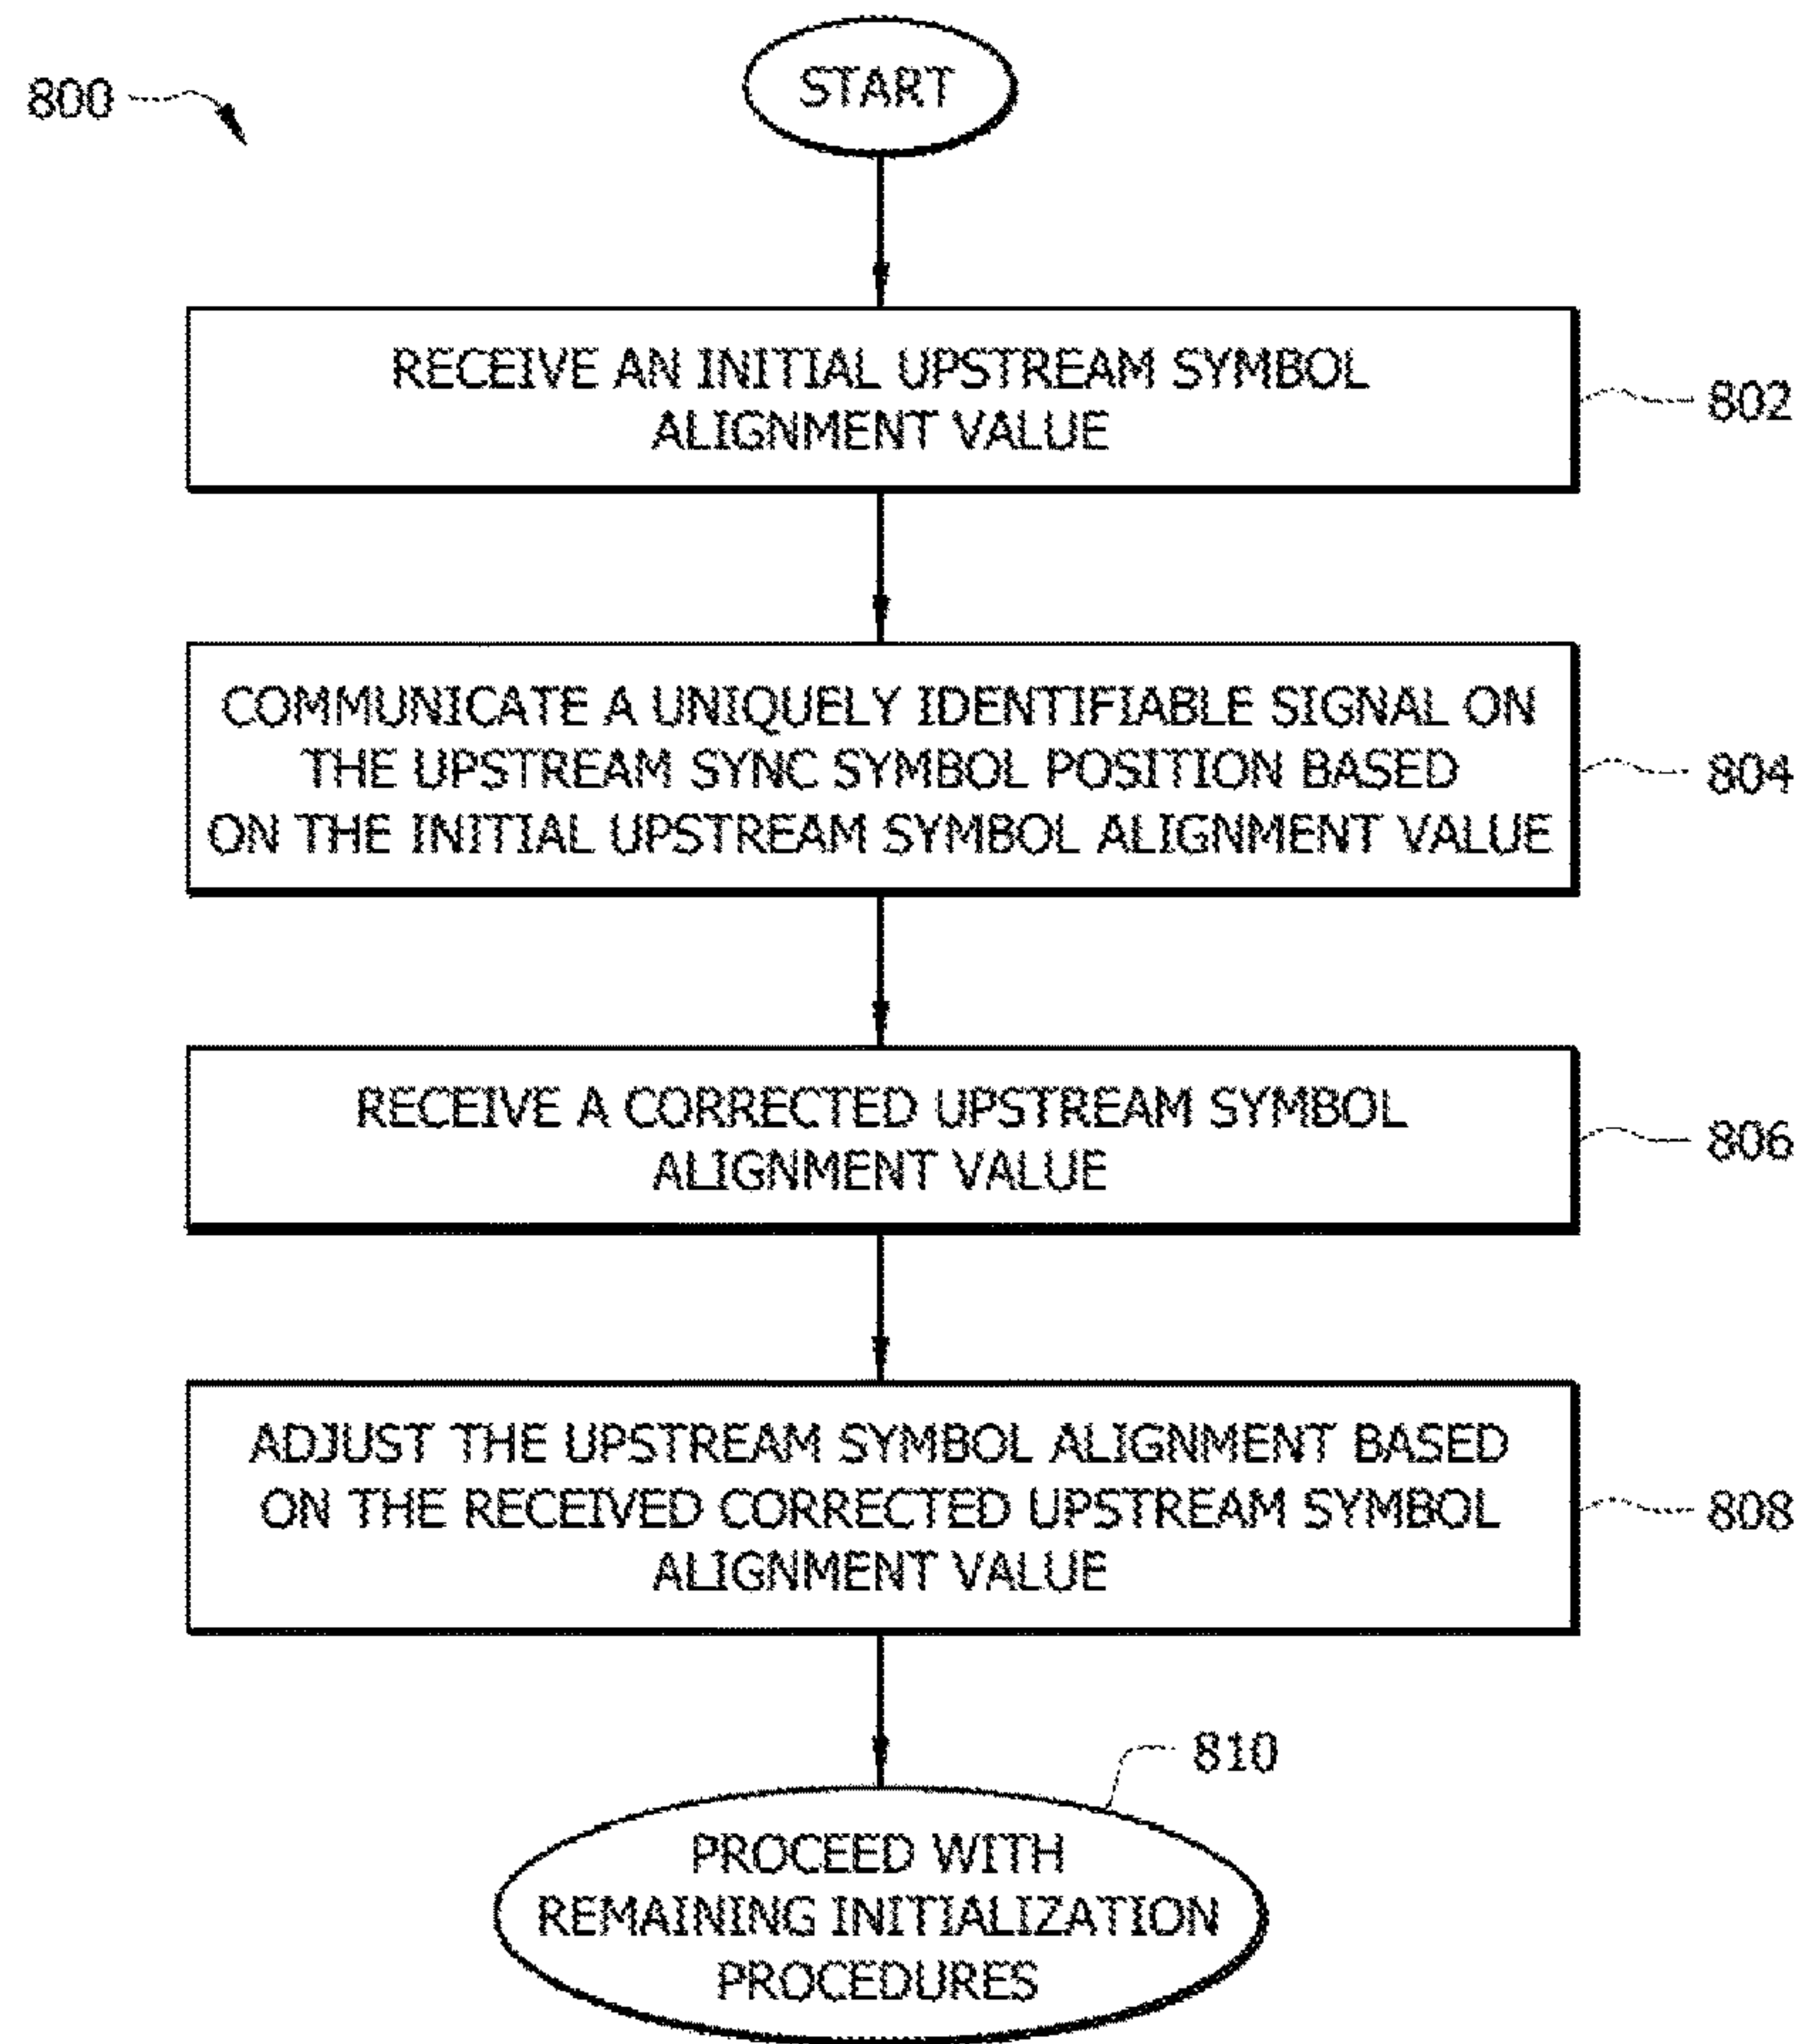 800
START
RECEIVE AN INITIAL UPSTREAM SYMBOL
ALIGNMENT VALUE
802
COMMUNICATE A UNIQUELY IDENTIFIABLE SIGNAL ON
THE UPSTREAM SYNC SYMBOL POSITION BASED
ON THE INITIAL UPSTREAM SYMBOL ALIGNMENT VALUE
804
RECEIVE A CORRECTED UPSTREAM SYMBOL
ALIGNMENT VALUE
806
ADJUST THE UPSTREAM SYMBOL ALIGNMENT BASED
ON THE RECEIVED CORRECTED UPSTREAM SYMBOL
ALIGNMENT VALUE
808
810
PROCEED WITH
REMAINING INITIALIZATION
PROCEDURES